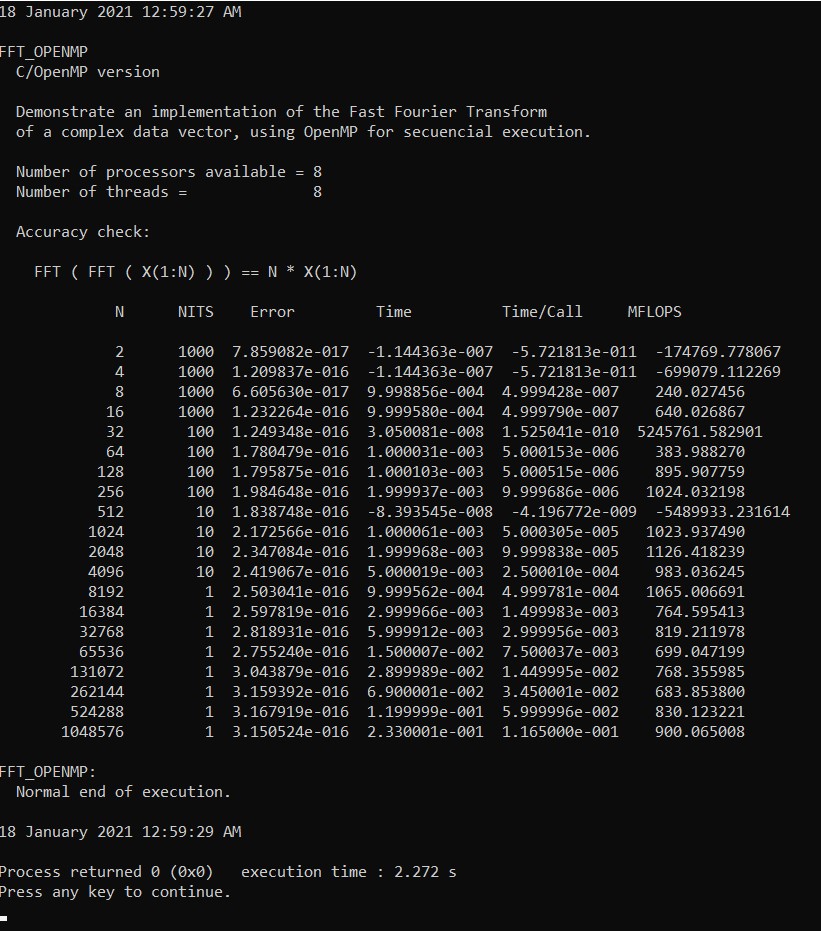 18 January 2021 12:59:27 AM
FFT_OPENMP
C/OpenMP version
Demonstrate an implementation of the Fast Fourier Transform
of a complex data vector, using OpenMP for secuencial execution.
Number of processors available = 8
Number of threads = 8
Accuracy check:
FFT ( FFT ( X(1:N) ) ) == N * X(1:N)
N NITS Error Time Time/Call MFLOPS
2 1000 7.859082e-017 -1.144363e-007 -5.721813e-011 -174769.778067
4 1000 1.209837e-016 -1.144363e-007 -5.721813e-011 -699079.112269
8 1000 6.605630e-017 9.998856e-004 4.999428e-007 240.027456
16 1000 1.232264e-016 9.999580e-004 4.999790e-007 640.026867
32 100 1.249348e-016 3.050081e-008 1.525041e-010 5245761.582901
64 100 1.780479e-016 1.000031e-003 5.000153e-006 383.988270
128 100 1.795875e-016 1.000103e-003 5.000515e-006 895.907759
256 100 1.984648e-016 1.999937e-003 9.999686e-006 1024.032198
512 10 1.838748e-016 -8.393545e-008 -4.196772e-009 -5489933.231614
1024 10 2.172566e-016 1.000061e-003 5.000305e-005 1023.937490
2048 10 2.347084e-016 1.999968e-003 9.999838e-005 1126.418239
4096 10 2.419067e-016 5.000019e-003 2.500010e-004 983.036245
8192 1 2.503041e-016 9.999562e-004 4.999781e-004 1065.006691
16384 1 2.597819e-016 2.999966e-003 1.499983e-003 764.595413
32768 1 2.818931e-016 5.999912e-003 2.999956e-003 819.211978
65536 1 2.755240e-016 1.500007e-002 7.500037e-003 699.047199
131072 1 3.043879e-016 2.899989e-002 1.449995e-002 768.355985
262144 1 3.159392e-016 6.900001e-002 3.450001e-002 683.853800
524288 1 3.167919e-016 1.199999e-001 5.999996e-002 830.123221
1048576 1 3.150524e-016 2.330001e-001 1.165000e-001 900.065008
FFT_OPENMP:
Normal end of execution.
18 January 2021 12:59:29 AM
Process returned 0 (0x0) execution time : 2.272 s
Press any key to continue.